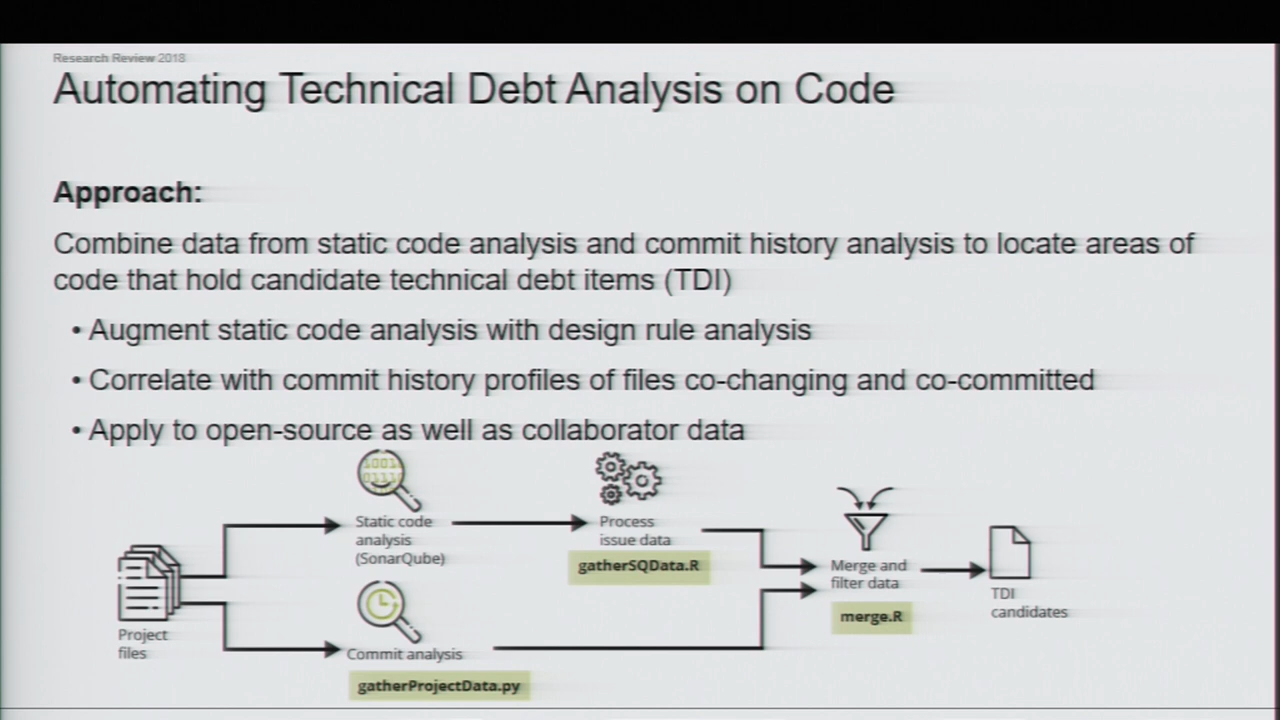 Research Review 2018
Automating Technical Debt Analysis on Code
Approach:
Combine data from static code analysis and commit history analysis to locate areas of
code that hold candidate technical debt items (TDI)
• Augment static code analysis with design rule analysis
• Correlate with commit history profiles of files co-changing and co-committed
• Apply to open-source as well as collaborator data
Project
files
Static code
analysis
(SonarQube)
Process
issue data
gatherSQData.R
Commit analysis
gatherProjectData.py
Merge and
filter data
merge.R
TDI
candidates